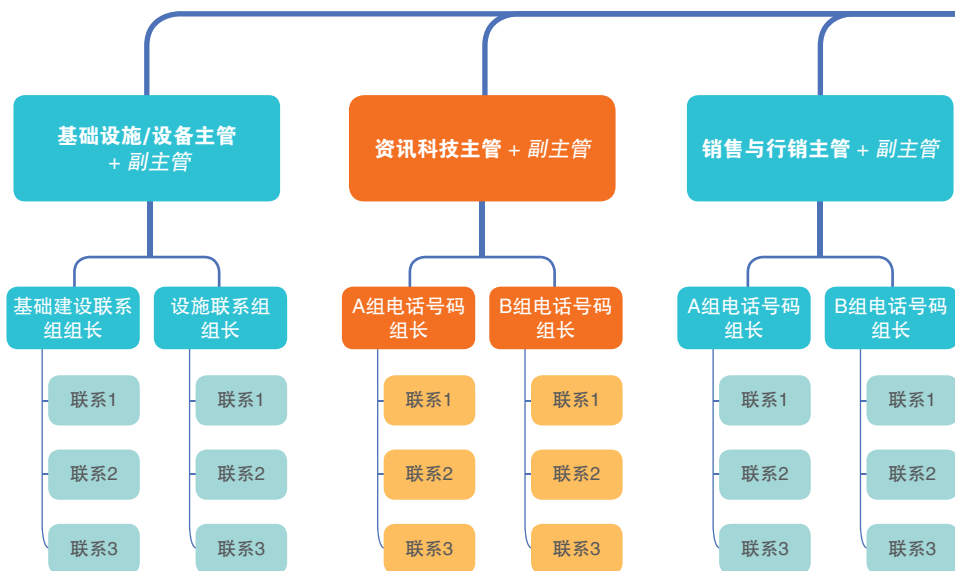 基础设施/设备主管
+ 副主管
资讯科技主管 + 副主管
销售与行销主管 + 副主管
基础建设联系
组组长
设施联系组
组长
A组电话号码
组长
B组电话号码
组长
A组电话号码
组长
B组电话号码
组长
联系1
联系1
联系1
联系1
联系1
联系1
联系2
联系2
联系2
联系2
联系2
联系2
联系3
联系3
联系3
联系3
联系3
联系3